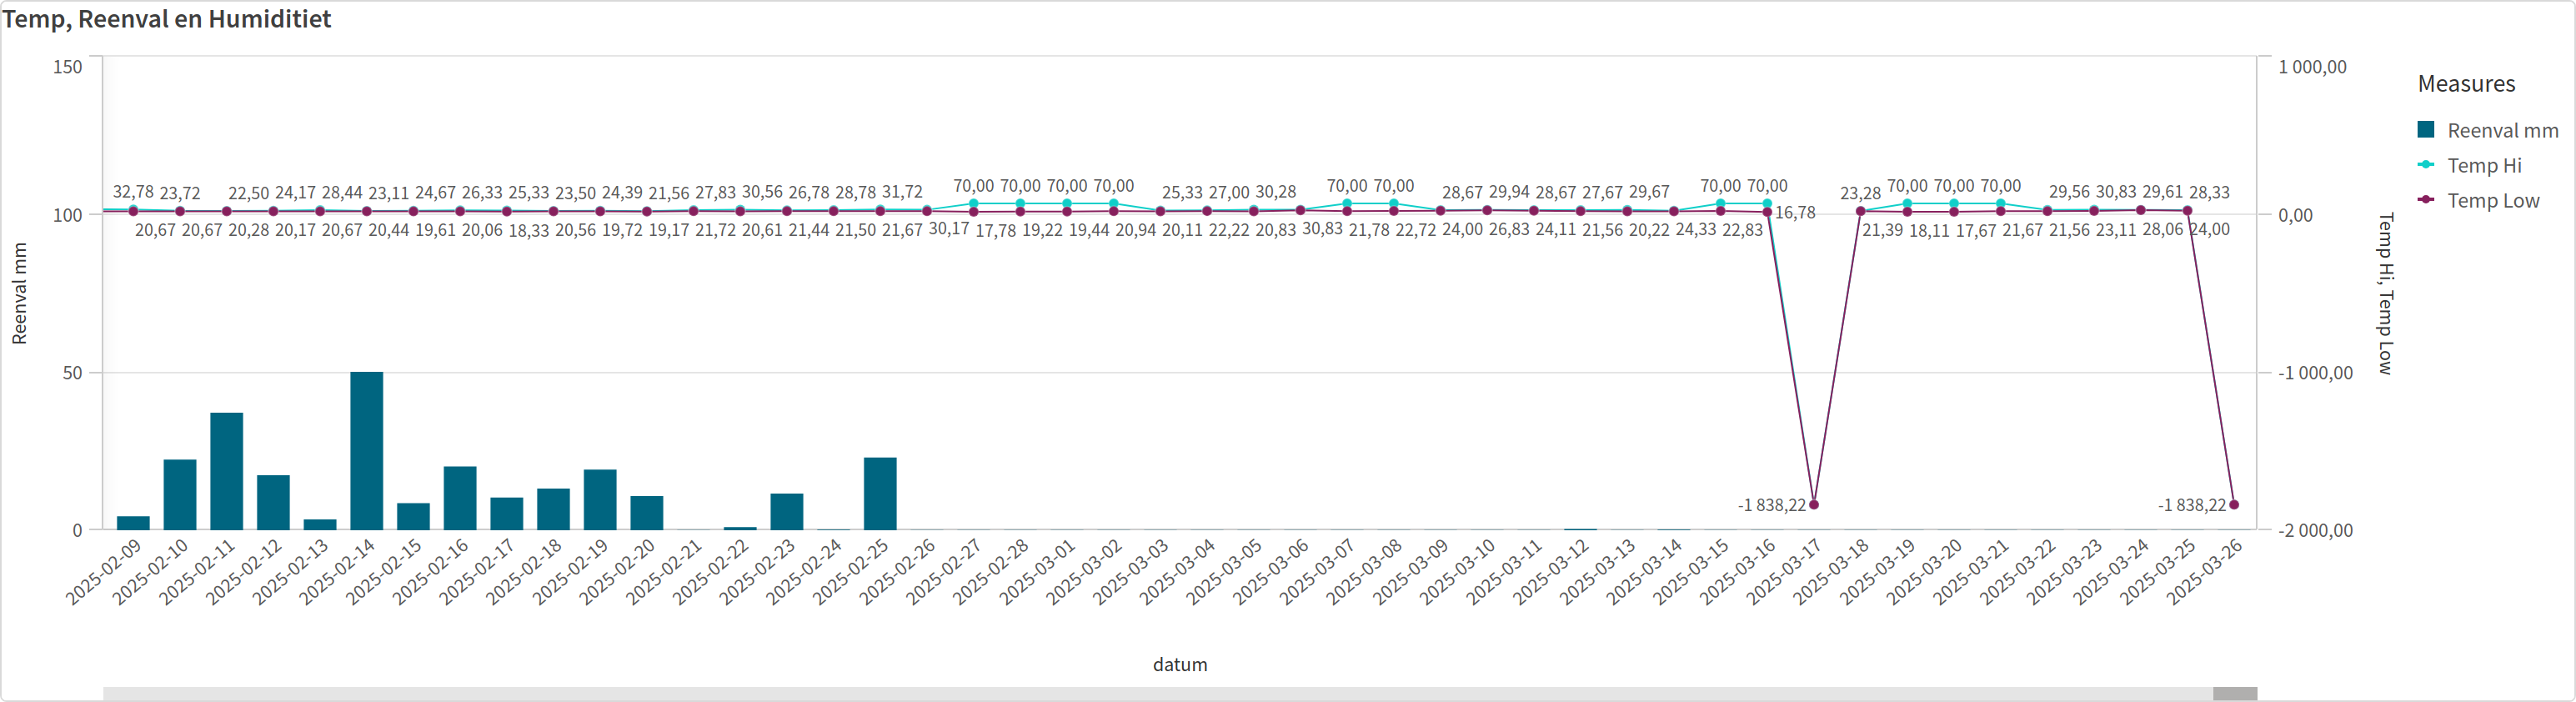 Temp, Reenval en Humiditiet
150
100
50
0
Reenval mm
1 000,00
0,00
-1 000,00
-2 000,00
Temp Hi, Temp Low
Measures
Reenval mm
Temp Hi
Temp Low
32,78 23,72 22,50 24,17 28,44 23,11 24,67 26,33 25,33 23,50 24,39 21,56 27,83 30,56 26,78 28,78 31,72 70,00 70,00 70,00 70,00 25,33 27,00 30,28 70,00 70,00 28,67 29,94 28,67 27,67 29,67 70,00 70,00 23,28 70,00 70,00 70,00 29,56 30,83 29,61 28,33
16,78
20,67 20,67 20,28 20,17 20,67 20,44 19,61 20,06 18,33 20,56 19,72 19,17 21,72 20,61 21,44 21,50 21,67 30,17 17,78 19,22 19,44 20,94 20,11 22,22 20,83 30,83 21,78 22,72 24,00 26,83 24,11 21,56 20,22 24,33 22,83 21,39 18,11 17,67 21,67 21,56 23,11 28,06 24,00
-1 838,22 -1 838,22
2025-02-09 2025-02-10 2025-02-11 2025-02-12 2025-02-13 2025-02-14 2025-02-15 2025-02-16 2025-02-17 2025-02-18 2025-02-19 2025-02-20 2025-02-21 2025-02-22 2025-02-23 2025-02-24 2025-02-25 2025-02-26 2025-02-27 2025-02-28 2025-03-01 2025-03-02 2025-03-03 2025-03-04 2025-03-05 2025-03-06 2025-03-07 2025-03-08 2025-03-09 2025-03-10 2025-03-11 2025-03-12 2025-03-13 2025-03-14 2025-03-15 2025-03-16 2025-03-17 2025-03-18 2025-03-19 2025-03-20 2025-03-21 2025-03-22 2025-03-23 2025-03-24 2025-03-25 2025-03-26
datum